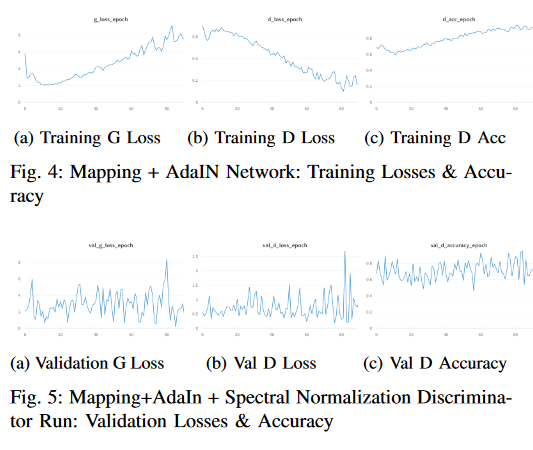 g_loss_epoch d_loss_epoch d_acc_epoch
(a) Training G Loss (b) Training D Loss (c) Training D Acc
Fig. 4: Mapping + AdaIN Network: Training Losses & Accu-
racy
val_g_loss_epoch val_d_loss_epoch val_d_accuracy_epoch
(a) Validation G Loss (b) Val D Loss (c) Val D Accuracy
Fig. 5: Mapping+AdaIn + Spectral Normalization Discrimina-
tor Run: Validation Losses & Accuracy